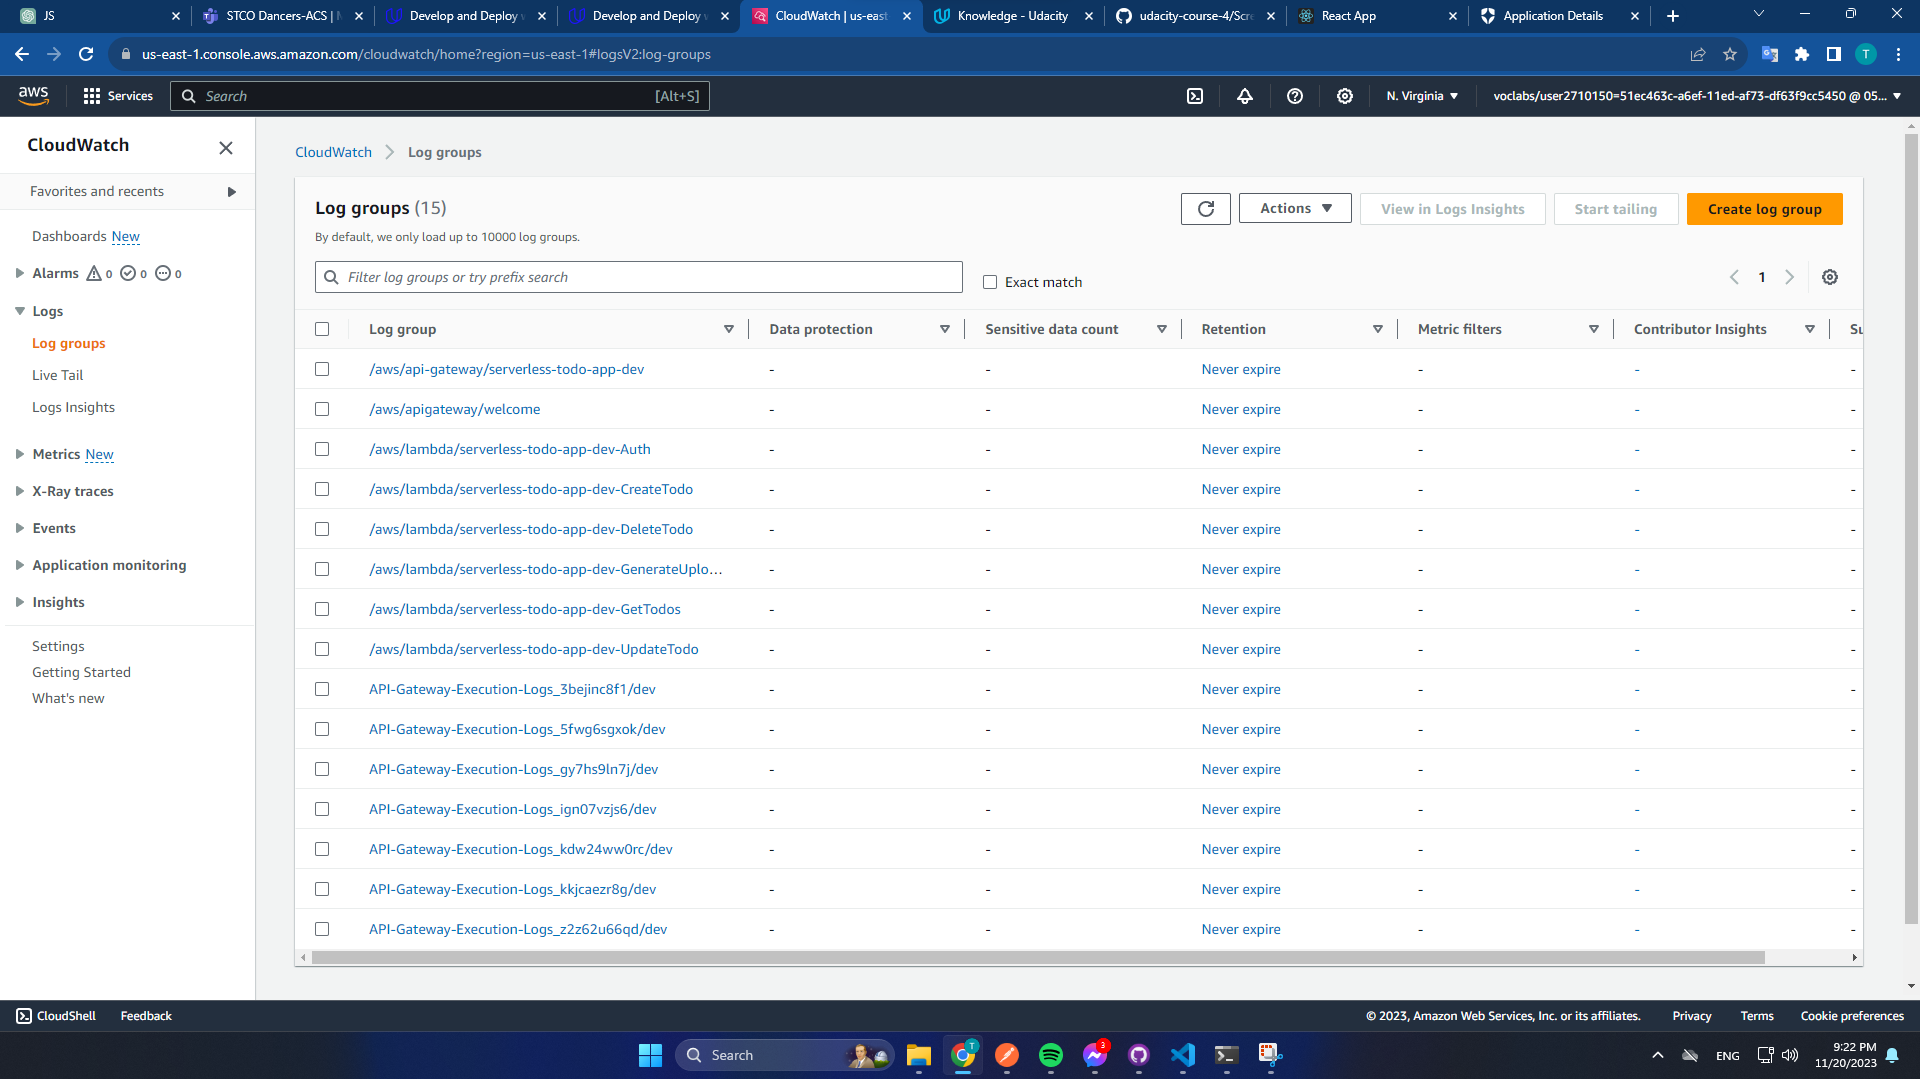 JS
STCO Dancers-ACS | M
Develop and Deploy w
Develop and Deploy w
CloudWatch | us-east
Knowledge - Udacity
udacity-course-4/Scre
React App
Application Details
us-east-1.console.aws.amazon.com/cloudwatch/home?region=us-east-1#logsV2:log-groups
T
aws
Services
Search
[Alt+S]
N. Virginia
voclabs/user2710150=51ec463c-a6ef-11ed-af73-df63f9cc5450 @ 05...
CloudWatch
Favorites and recents
Dashboards New
Alarms 0 0 0
Logs
Log groups
Live Tail
Logs Insights
Metrics New
X-Ray traces
Events
Application monitoring
Insights
Settings
Getting Started
What's new
CloudWatch Log groups
Log groups (15)
By default, we only load up to 10000 log groups.
Actions
View in Logs Insights
Start tailing
Create log group
Filter log groups or try prefix search
Exact match
1
Log group Data protection Sensitive data count Retention Metric filters Contributor Insights Su
/aws/api-gateway/serverless-todo-app-dev - - Never expire - - -
/aws/apigateway/welcome - - Never expire - - -
/aws/lambda/serverless-todo-app-dev-Auth - - Never expire - - -
/aws/lambda/serverless-todo-app-dev-CreateTodo - - Never expire - - -
/aws/lambda/serverless-todo-app-dev-DeleteTodo - - Never expire - - -
/aws/lambda/serverless-todo-app-dev-GenerateUplo... - - Never expire - - -
/aws/lambda/serverless-todo-app-dev-GetTodos - - Never expire - - -
/aws/lambda/serverless-todo-app-dev-UpdateTodo - - Never expire - - -
API-Gateway-Execution-Logs_3bejinc8f1/dev - - Never expire - - -
API-Gateway-Execution-Logs_5fwg6sgxok/dev - - Never expire - - -
API-Gateway-Execution-Logs_gy7hs9ln7j/dev - - Never expire - - -
API-Gateway-Execution-Logs_ign07vzjs6/dev - - Never expire - - -
API-Gateway-Execution-Logs_kdw24ww0rc/dev - - Never expire - - -
API-Gateway-Execution-Logs_kkjcaezr8g/dev - - Never expire - - -
API-Gateway-Execution-Logs_z2z62u66qd/dev - - Never expire - - -
CloudShell
Feedback
© 2023, Amazon Web Services, Inc. or its affiliates.
Privacy
Terms
Cookie preferences
Search
T
3
ENG
9:22 PM
11/20/2023